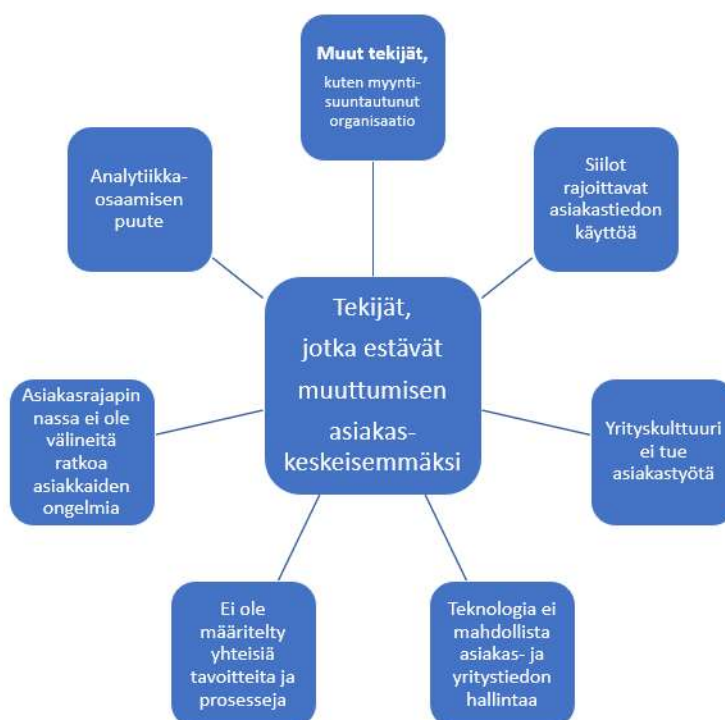 Muut tekijät,
kuten myynti-
suuntautunut
organisaatio
Siilot
rajoittavat
asiakastiedon
käyttöä
Analytiikka-
osaamisen
puute
Tekijät,
jotka estävät
muuttumisen
asiakas-
keskeisemmäksi
Asiakasrajapin
nassa ei ole
välineitä
ratkoa
asiakkaiden
ongelmia
Yrityskulttuuri
ei tue
asiakastyötä
Ei ole
määritelty
yhteisiä
tavoitteita ja
prosesseja
Teknologia ei
mahdollista
asiakas- ja
yritystiedon
hallintaa